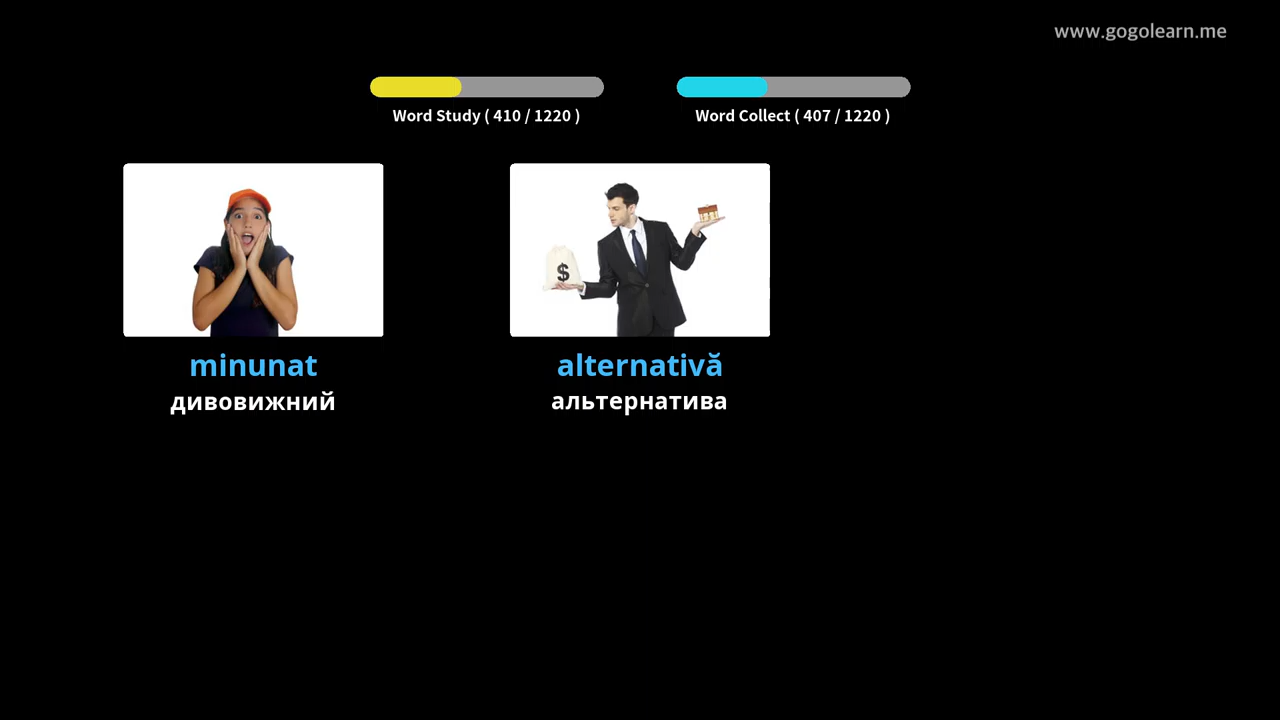 www.gogolearn.me
Word Study ( 410 / 1220 )
Word Collect ( 407 / 1220 )
$
minunat
дивовижний
alternativă
альтернатива